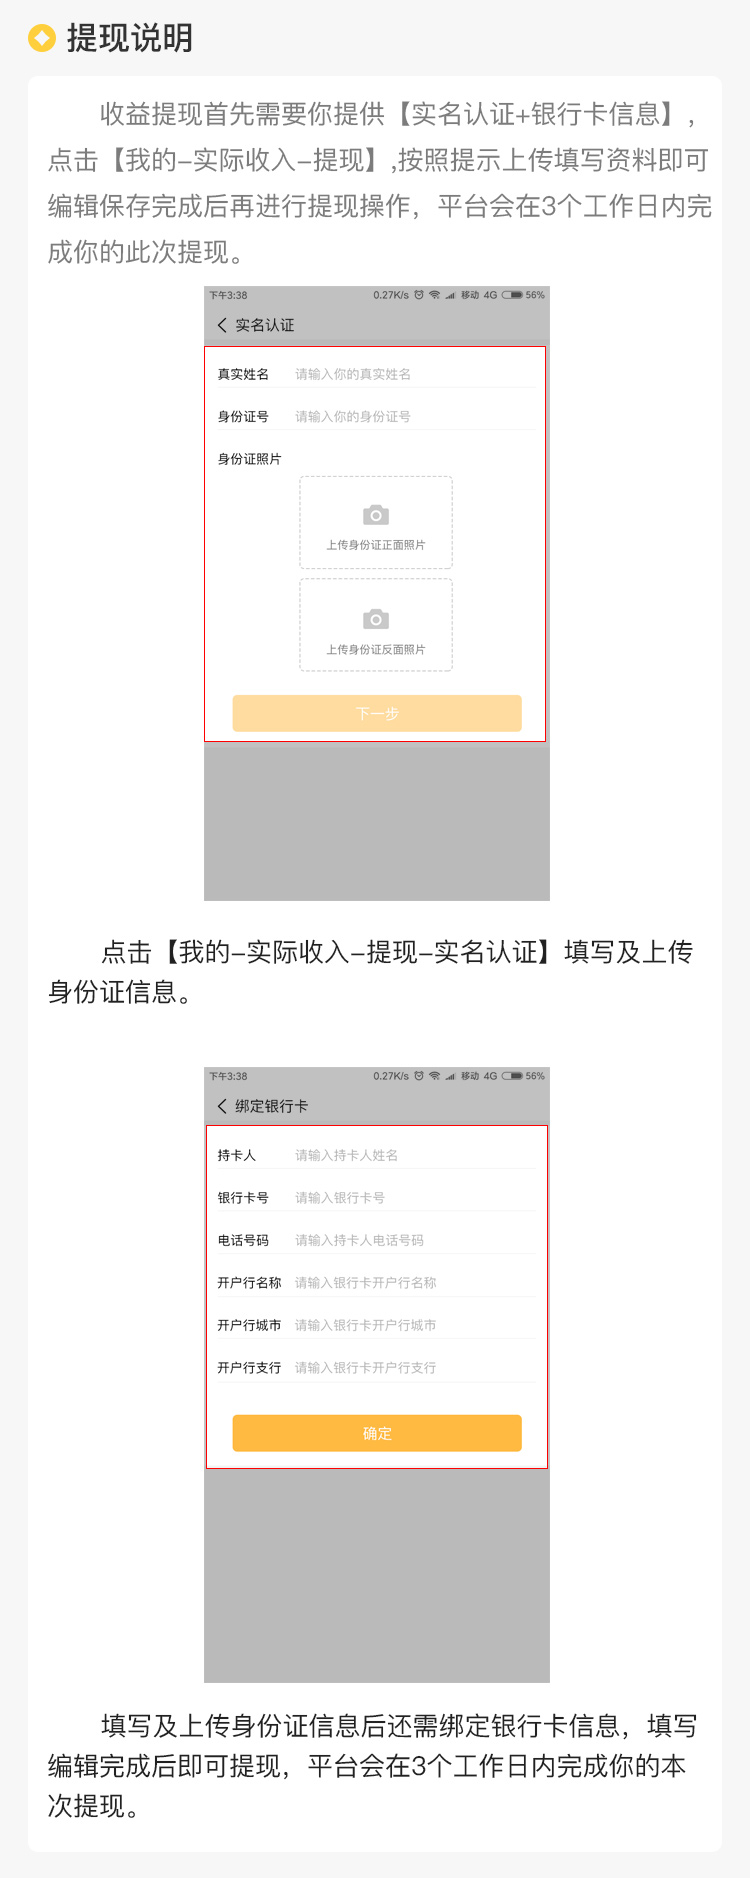 提现说明
收益提现首先需要你提供【实名认证+银行卡信息】，
点击【我的–实际收入–提现】,按照提示上传填写资料即可
编辑保存完成后再进行提现操作，平台会在3个工作日内完
成你的此次提现。
下午3:38 0.27K/s 移动 4G 56%
实名认证
真实姓名 请输入你的真实姓名
身份证号 请输入你的身份证号
身份证照片
上传身份证正面照片
上传身份证反面照片
下一步
点击【我的–实际收入–提现–实名认证】填写及上传
身份证信息。
下午3:38 0.27K/s 移动 4G 56%
绑定银行卡
持卡人 请输入持卡人姓名
银行卡号 请输入银行卡号
电话号码 请输入持卡人电话号码
开户行名称 请输入银行卡开户行名称
开户行城市 请输入银行卡开户行城市
开户行支行 请输入银行卡开户行支行
确定
填写及上传身份证信息后还需绑定银行卡信息，填写
编辑完成后即可提现，平台会在3个工作日内完成你的本
次提现。